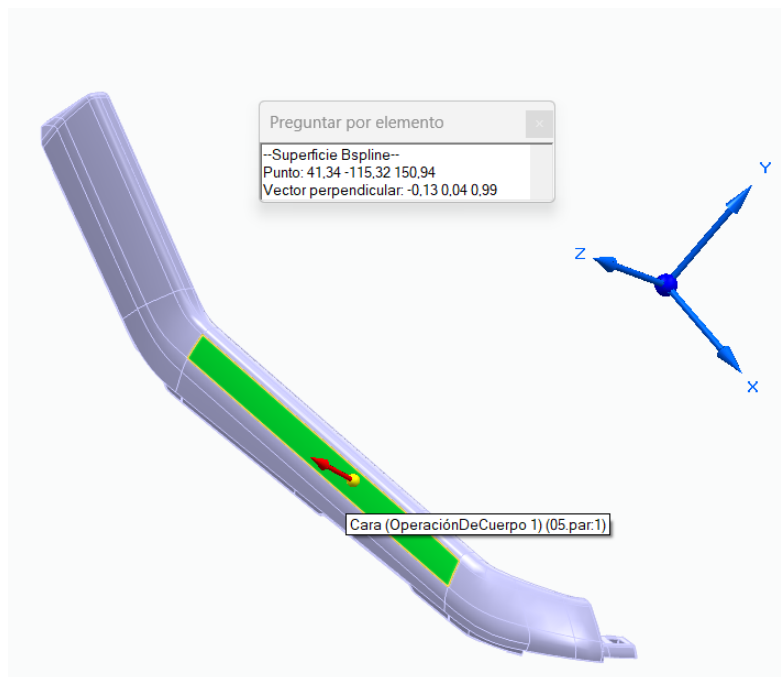 Preguntar por elemento
×
--Superficie Bspline--
Punto: 41,34 -115,32 150,94
Vector perpendicular: -0,13 0,04 0,99
Y
Z
X
Cara (OperaciónDeCuerpo 1) (05.par:1)